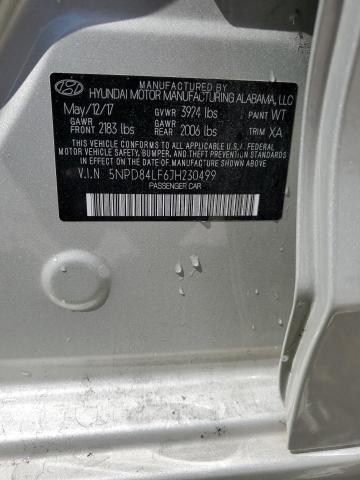 MANUFACTURED BY
HYUNDAI MOTOR MANUFACTURING ALABAMA, LLC
May/12/17 GVWR 3924 lbs PAINT WT
GAWR FRONT 2183 lbs GAWR REAR 2006 lbs TRIM XA
THIS VEHICLE CONFORMS TO ALL APPLICABLE U.S. FEDERAL
MOTOR VEHICLE SAFETY, BUMPER, AND THEFT PREVENTION
STANDARDS IN EFFECT ON THE DATE OF MANUFACTURE SHOWN ABOVE.
V.I.N 5NPD84LF6JH230499
PASSENGER CAR